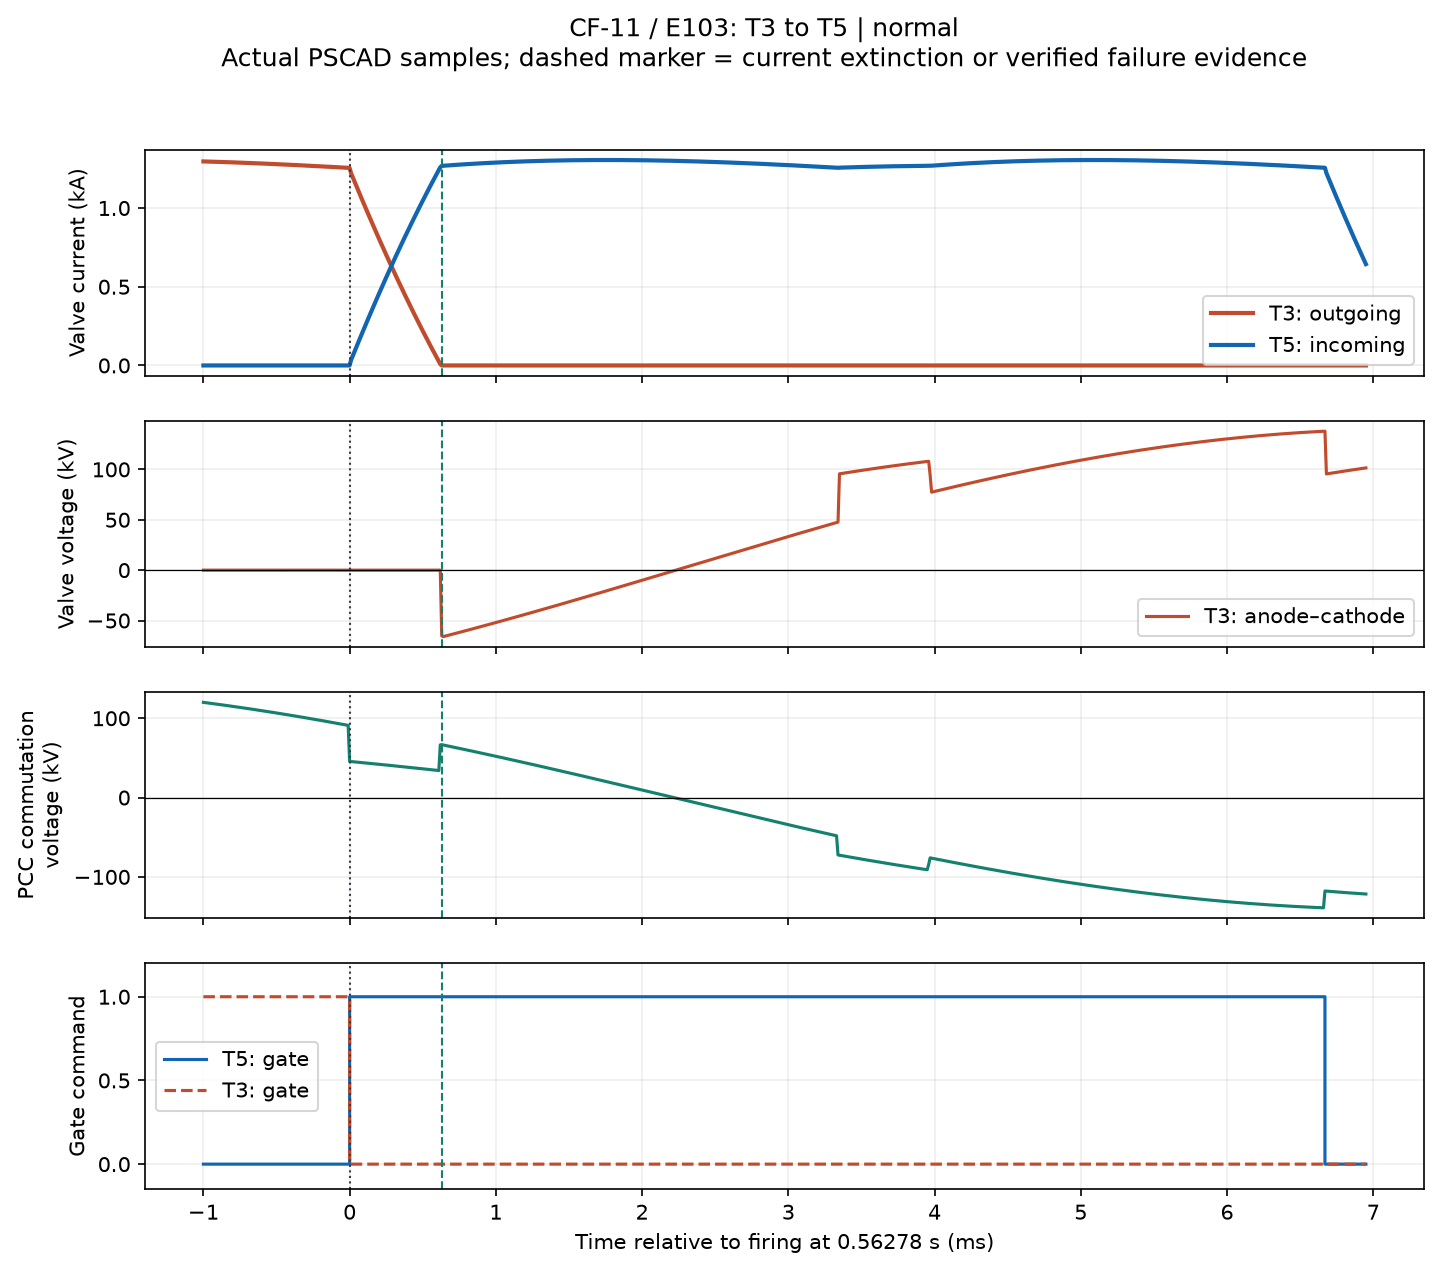 CF-11 / E103: T3 to T5 | normal
Actual PSCAD samples; dashed marker = current extinction or verified failure evidence
Valve current (kA)
1.0
0.5
0.0
T3: outgoing
T5: incoming
Valve voltage (kV)
100
50
0
−50
T3: anode–cathode
PCC commutation
voltage (kV)
100
0
−100
Gate command
1.0
0.5
0.0
T5: gate
T3: gate
−1
0
1
2
3
4
5
6
7
Time relative to firing at 0.56278 s (ms)